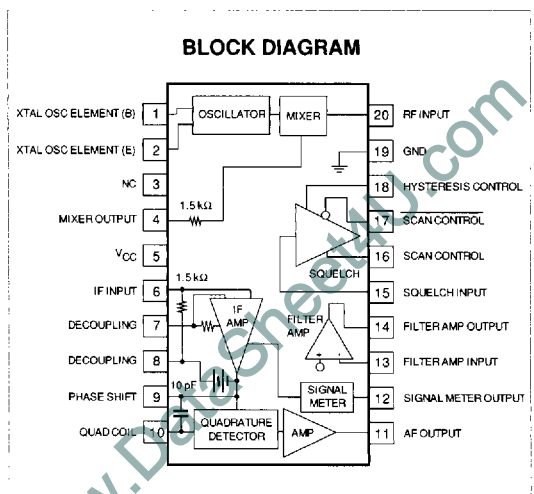 BLOCK DIAGRAM
XTAL OSC ELEMENT (B) 1 OSCILLATOR MIXER 20 RF INPUT
XTAL OSC ELEMENT (E) 2 19 GND
NC 3 18 HYSTERESIS CONTROL
1.5 kΩ
MIXER OUTPUT 4 17 SCAN CONTROL
VCC 5 16 SCAN CONTROL
SQUELCH
1.5 kΩ
IF INPUT 6 15 SQUELCH INPUT
DECOUPLING 7 IF AMP FILTER AMP 14 FILTER AMP OUTPUT
DECOUPLING 8 13 FILTER AMP INPUT
10 pF
PHASE SHIFT 9 SIGNAL METER 12 SIGNAL METER OUTPUT
QUAD COIL 10 QUADRATURE DETECTOR AMP 11 AF OUTPUT
www.DataSheet4U.com